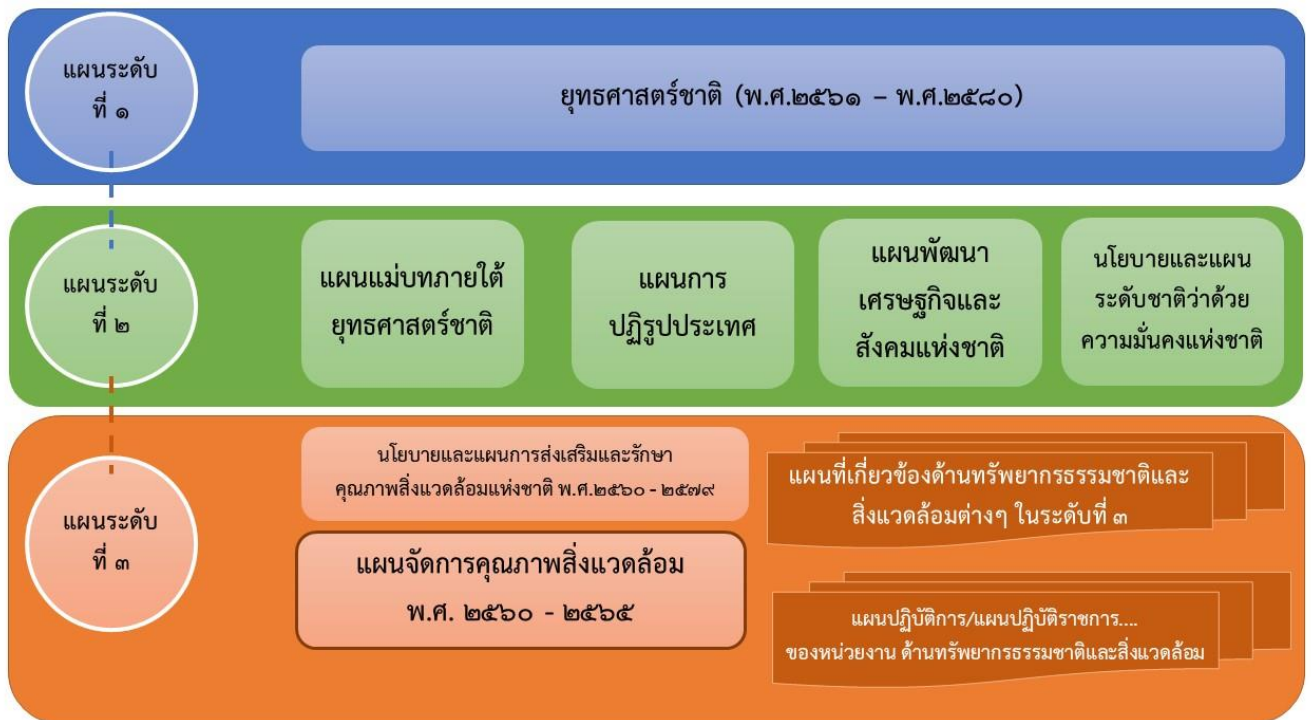 แผนระดับ
ที่ ๑
ยุทธศาสตร์ชาติ (พ.ศ.๒๕๖๑ – พ.ศ.๒๕๘๐)
แผนระดับ
ที่ ๒
แผนแม่บทภายใต้
ยุทธศาสตร์ชาติ
แผนการ
ปฏิรูปประเทศ
แผนพัฒนา
เศรษฐกิจและ
สังคมแห่งชาติ
นโยบายและแผน
ระดับชาติว่าด้วย
ความมั่นคงแห่งชาติ
แผนระดับ
ที่ ๓
นโยบายและแผนการส่งเสริมและรักษา
คุณภาพสิ่งแวดล้อมแห่งชาติ พ.ศ.๒๕๖๐ - ๒๕๗๙
แผนจัดการคุณภาพสิ่งแวดล้อม
พ.ศ. ๒๕๖๐ - ๒๕๖๕
แผนที่เกี่ยวข้องด้านทรัพยากรธรรมชาติและ
สิ่งแวดล้อมต่างๆ ในระดับที่ ๓
แผนปฏิบัติการ/แผนปฏิบัติราชการ....
ของหน่วยงาน ด้านทรัพยากรธรรมชาติและสิ่งแวดล้อม